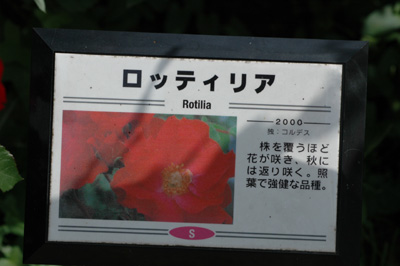 ロッティリア
Rotilia
2000
独：コルデス
株を覆うほど
花が咲き、秋に
は返り咲く。照
葉で強健な品種。
S